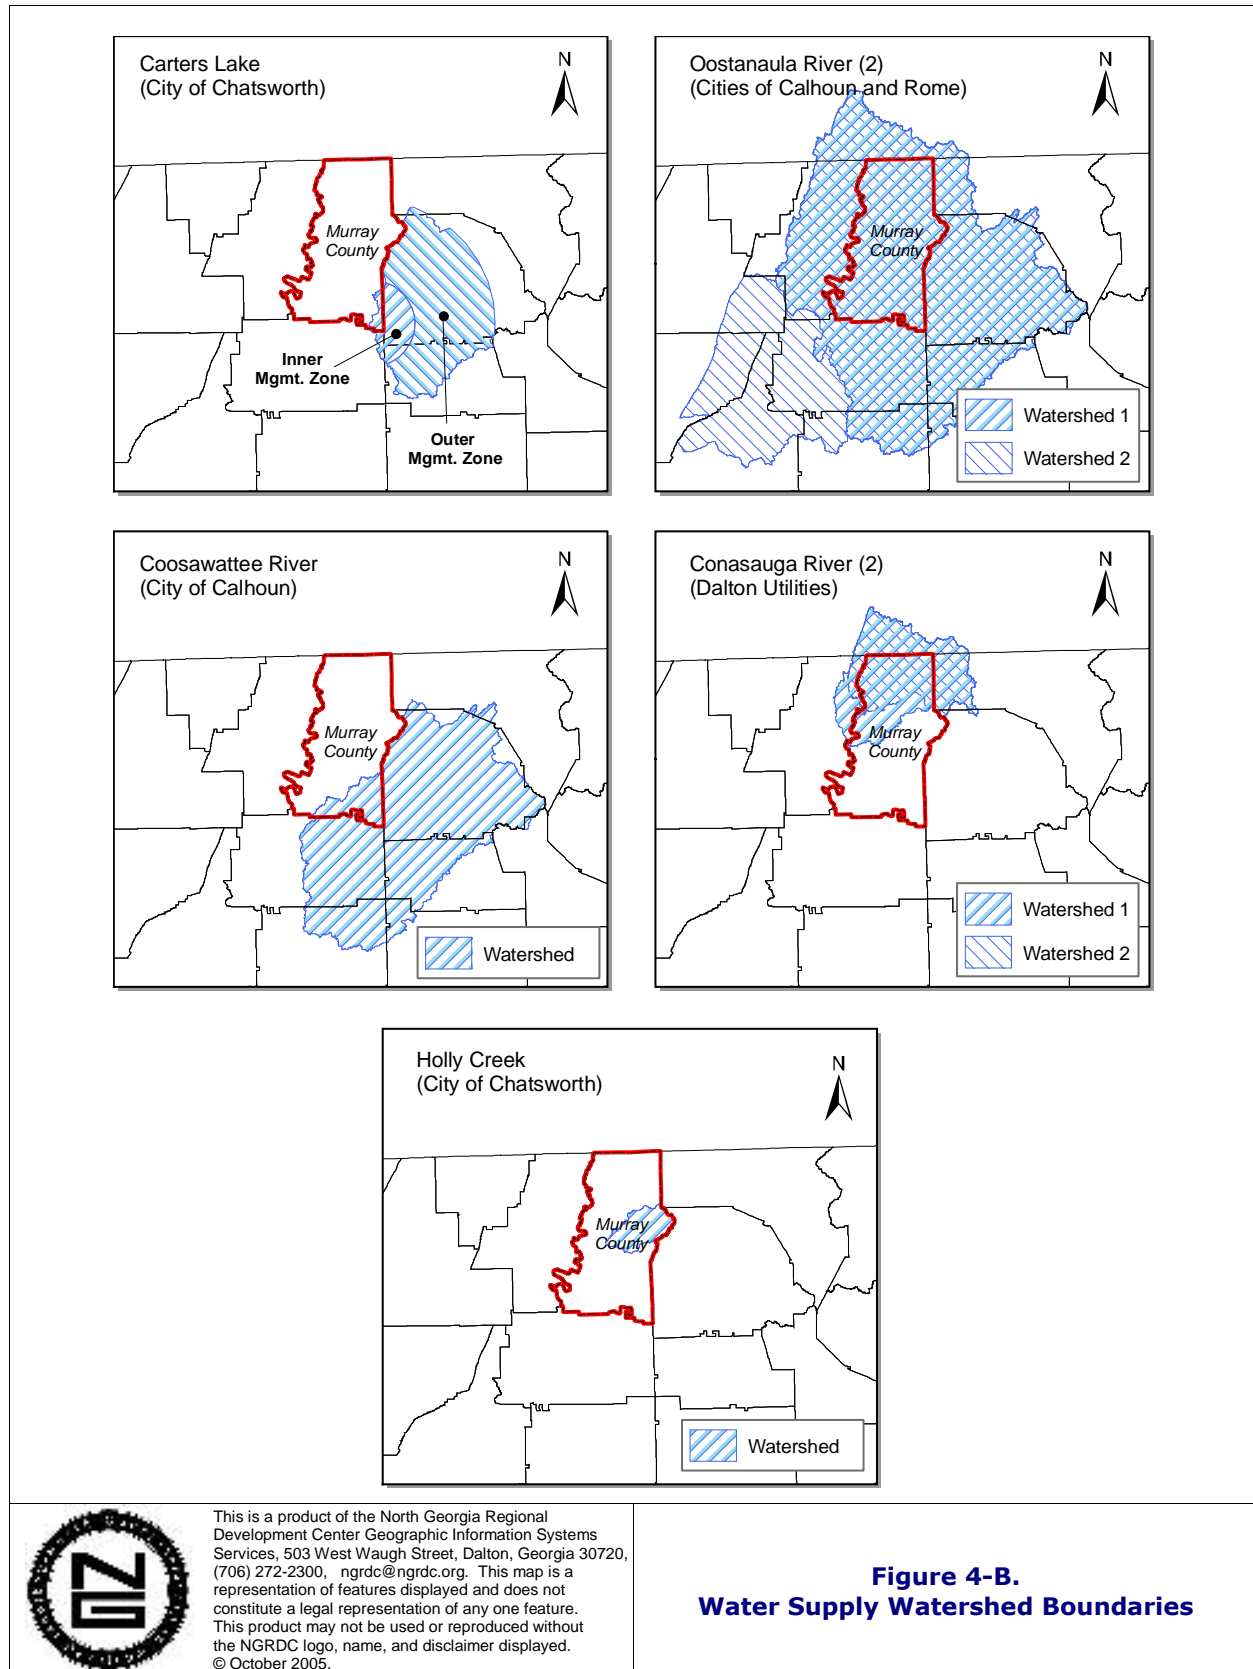 Carters Lake
(City of Chatsworth)
N
Murray
County
Inner
Mgmt. Zone
Outer
Mgmt. Zone
Oostanaula River (2)
(Cities of Calhoun and Rome)
N
Murray
County
Watershed 1
Watershed 2
Coosawattee River
(City of Calhoun)
N
Murray
County
Watershed
Conasauga River (2)
(Dalton Utilities)
N
Murray
County
Watershed 1
Watershed 2
Holly Creek
(City of Chatsworth)
N
Murray
County
Watershed
N
G
This is a product of the North Georgia Regional
Development Center Geographic Information Systems
Services, 503 West Waugh Street, Dalton, Georgia 30720,
(706) 272-2300, ngrdc@ngrdc.org. This map is a
representation of features displayed and does not
constitute a legal representation of any one feature.
This product may not be used or reproduced without
the NGRDC logo, name, and disclaimer displayed.
© October 2005.
Figure 4-B.
Water Supply Watershed Boundaries